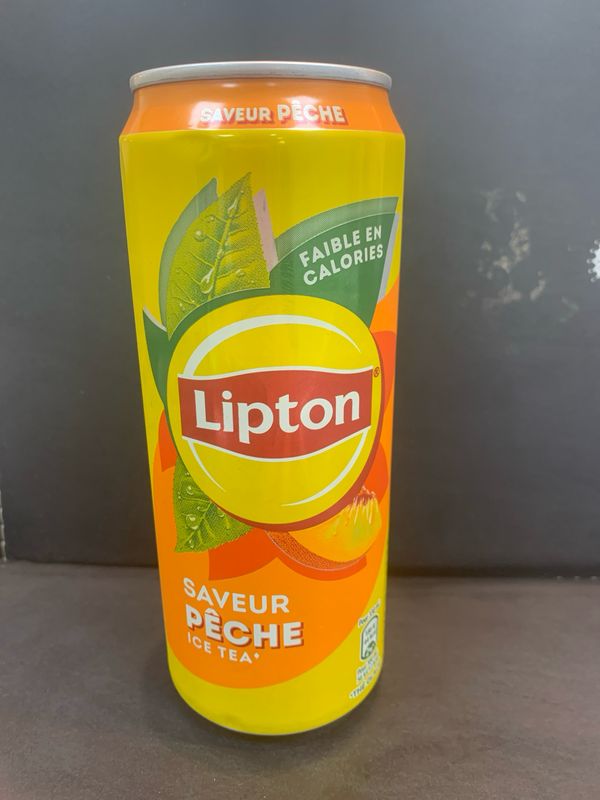 SAVEUR PÊCHE
FAIBLE EN
CALORIES
Lipton®
SAVEUR
PÊCHE
ICE TEA*